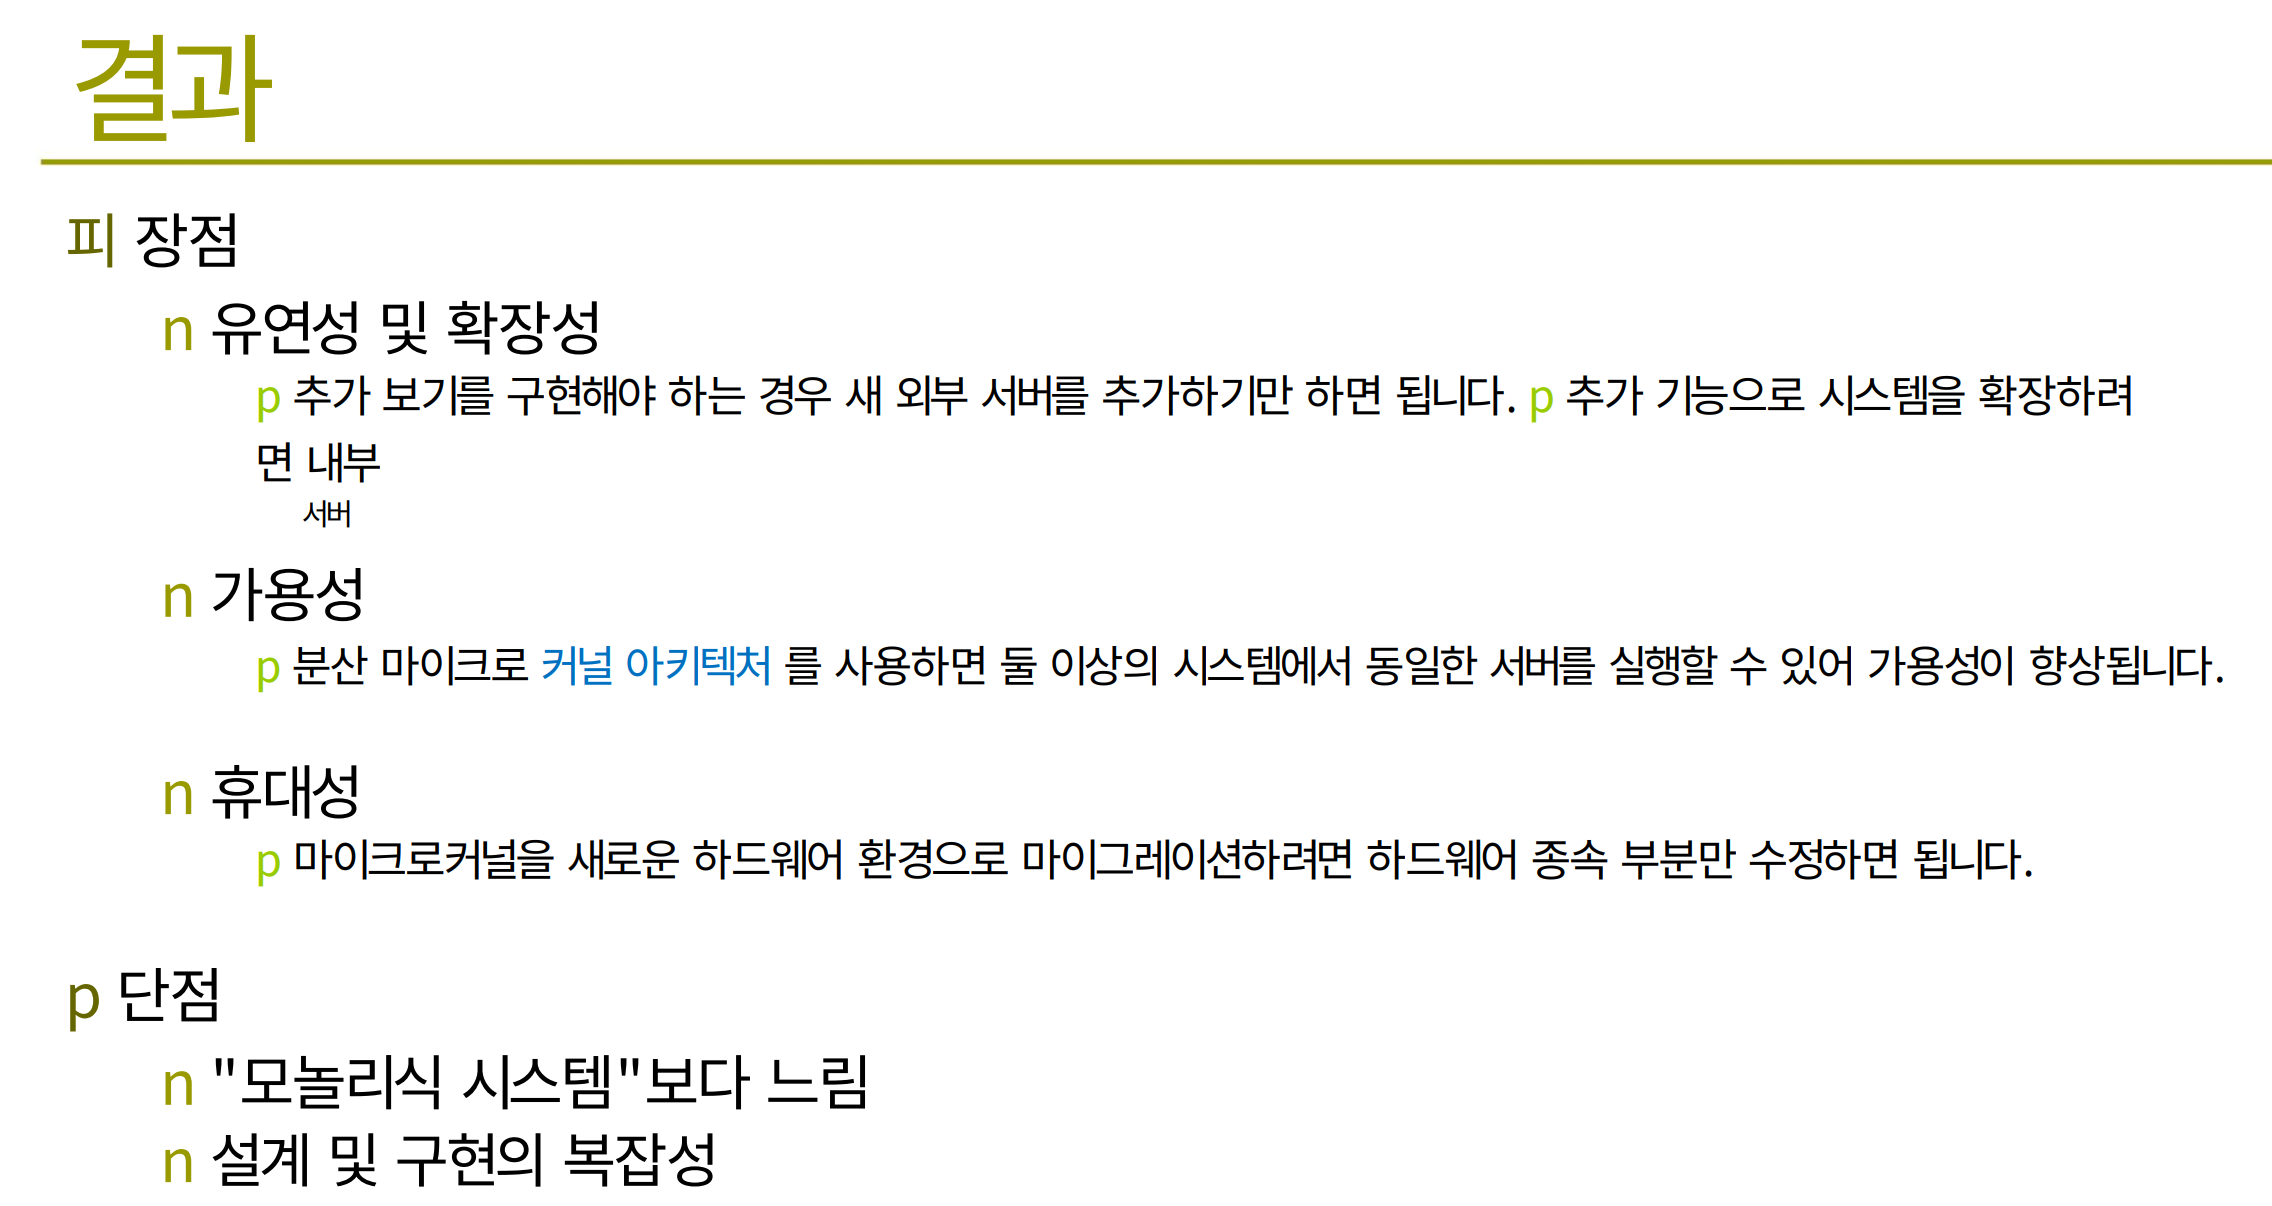 결과
피 장점
n 유연성 및 확장성
p 추가 보기를 구현해야 하는 경우 새 외부 서버를 추가하기만 하면 됩니다. p 추가 기능으로 시스템을 확장하려
면 내부
서버
n 가용성
p 분산 마이크로 커널 아키텍처 를 사용하면 둘 이상의 시스템에서 동일한 서버를 실행할 수 있어 가용성이 향상됩니다.
n 휴대성
p 마이크로커널을 새로운 하드웨어 환경으로 마이그레이션하려면 하드웨어 종속 부분만 수정하면 됩니다.
p 단점
n "모놀리식 시스템"보다 느림
n 설계 및 구현의 복잡성